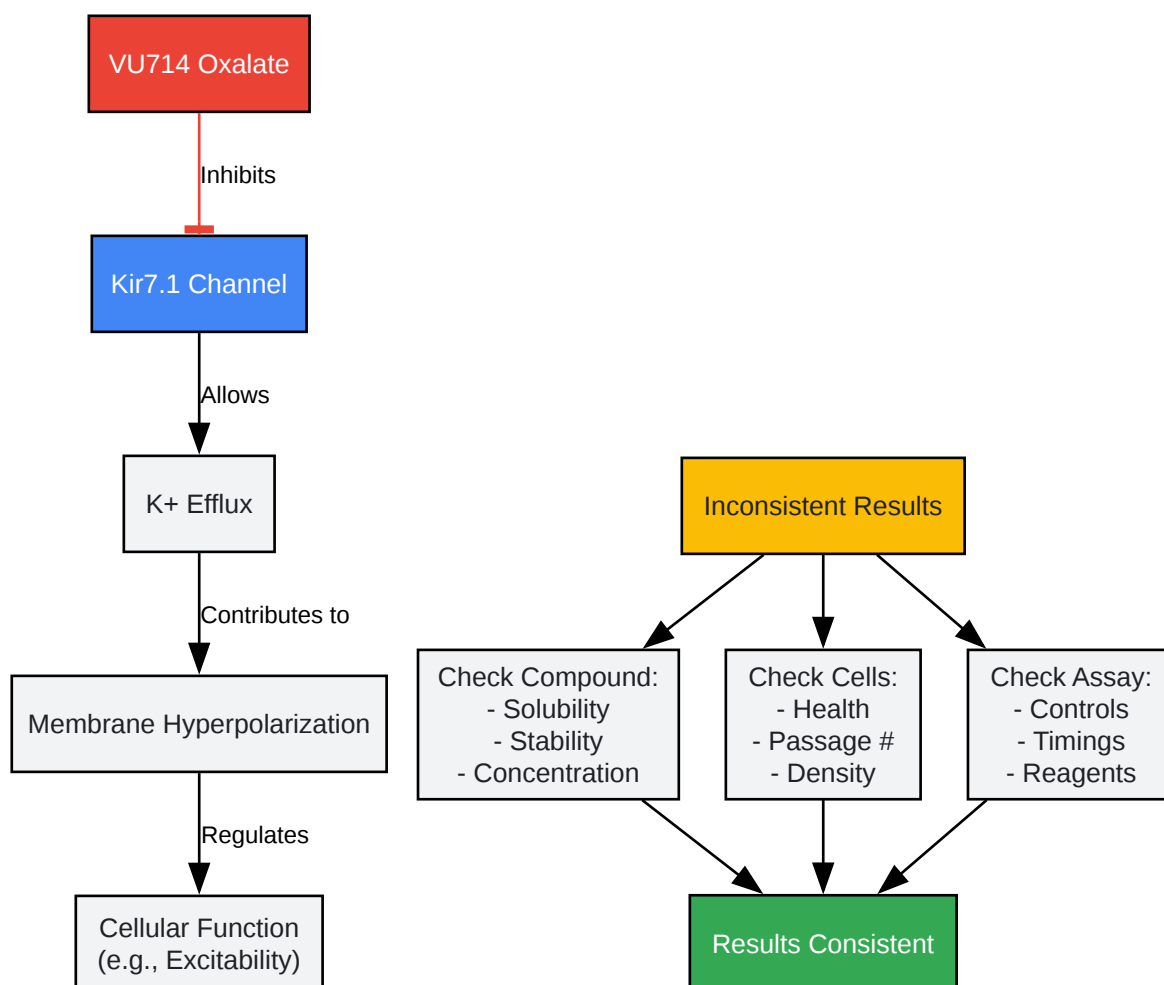 VU714 Oxalate
Inhibits
Kir7.1 Channel
Allows
K+ Efflux
Contributes to
Membrane Hyperpolarization
Regulates
Cellular Function
(e.g., Excitability)
Inconsistent Results
Check Compound:
- Solubility
- Stability
- Concentration
Check Cells:
- Health
- Passage #
- Density
Check Assay:
- Controls
- Timings
- Reagents
Results Consistent